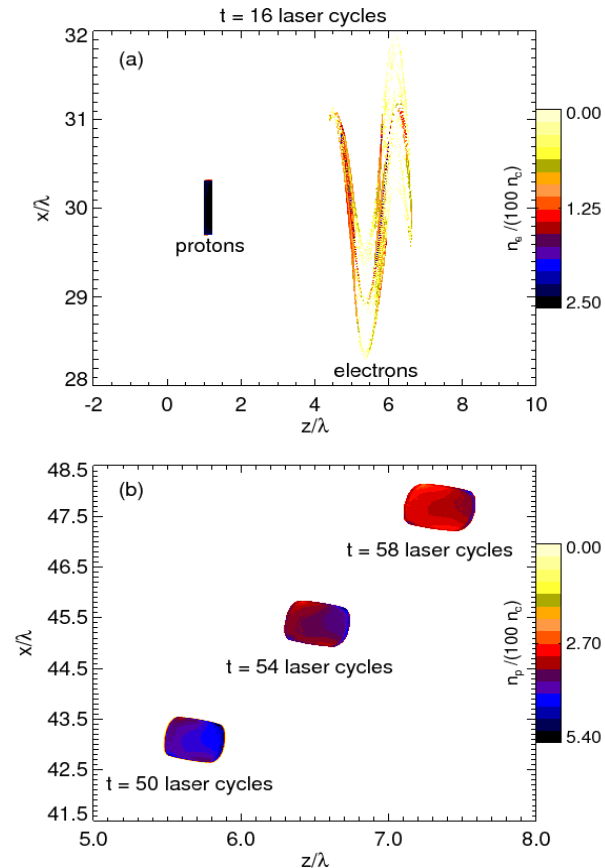 t = 16 laser cycles
(a)
32
31
30
29
28
x/λ
protons
electrons
-2 0 2 4 6 8 10
z/λ
0.00
1.25
2.50
n_e /(100 n_c)
(b)
48.5
47.5
46.5
45.5
44.5
43.5
42.5
41.5
x/λ
t = 58 laser cycles
t = 54 laser cycles
t = 50 laser cycles
5.0 6.0 7.0 8.0
z/λ
0.00
2.70
5.40
n_p /(100 n_c)